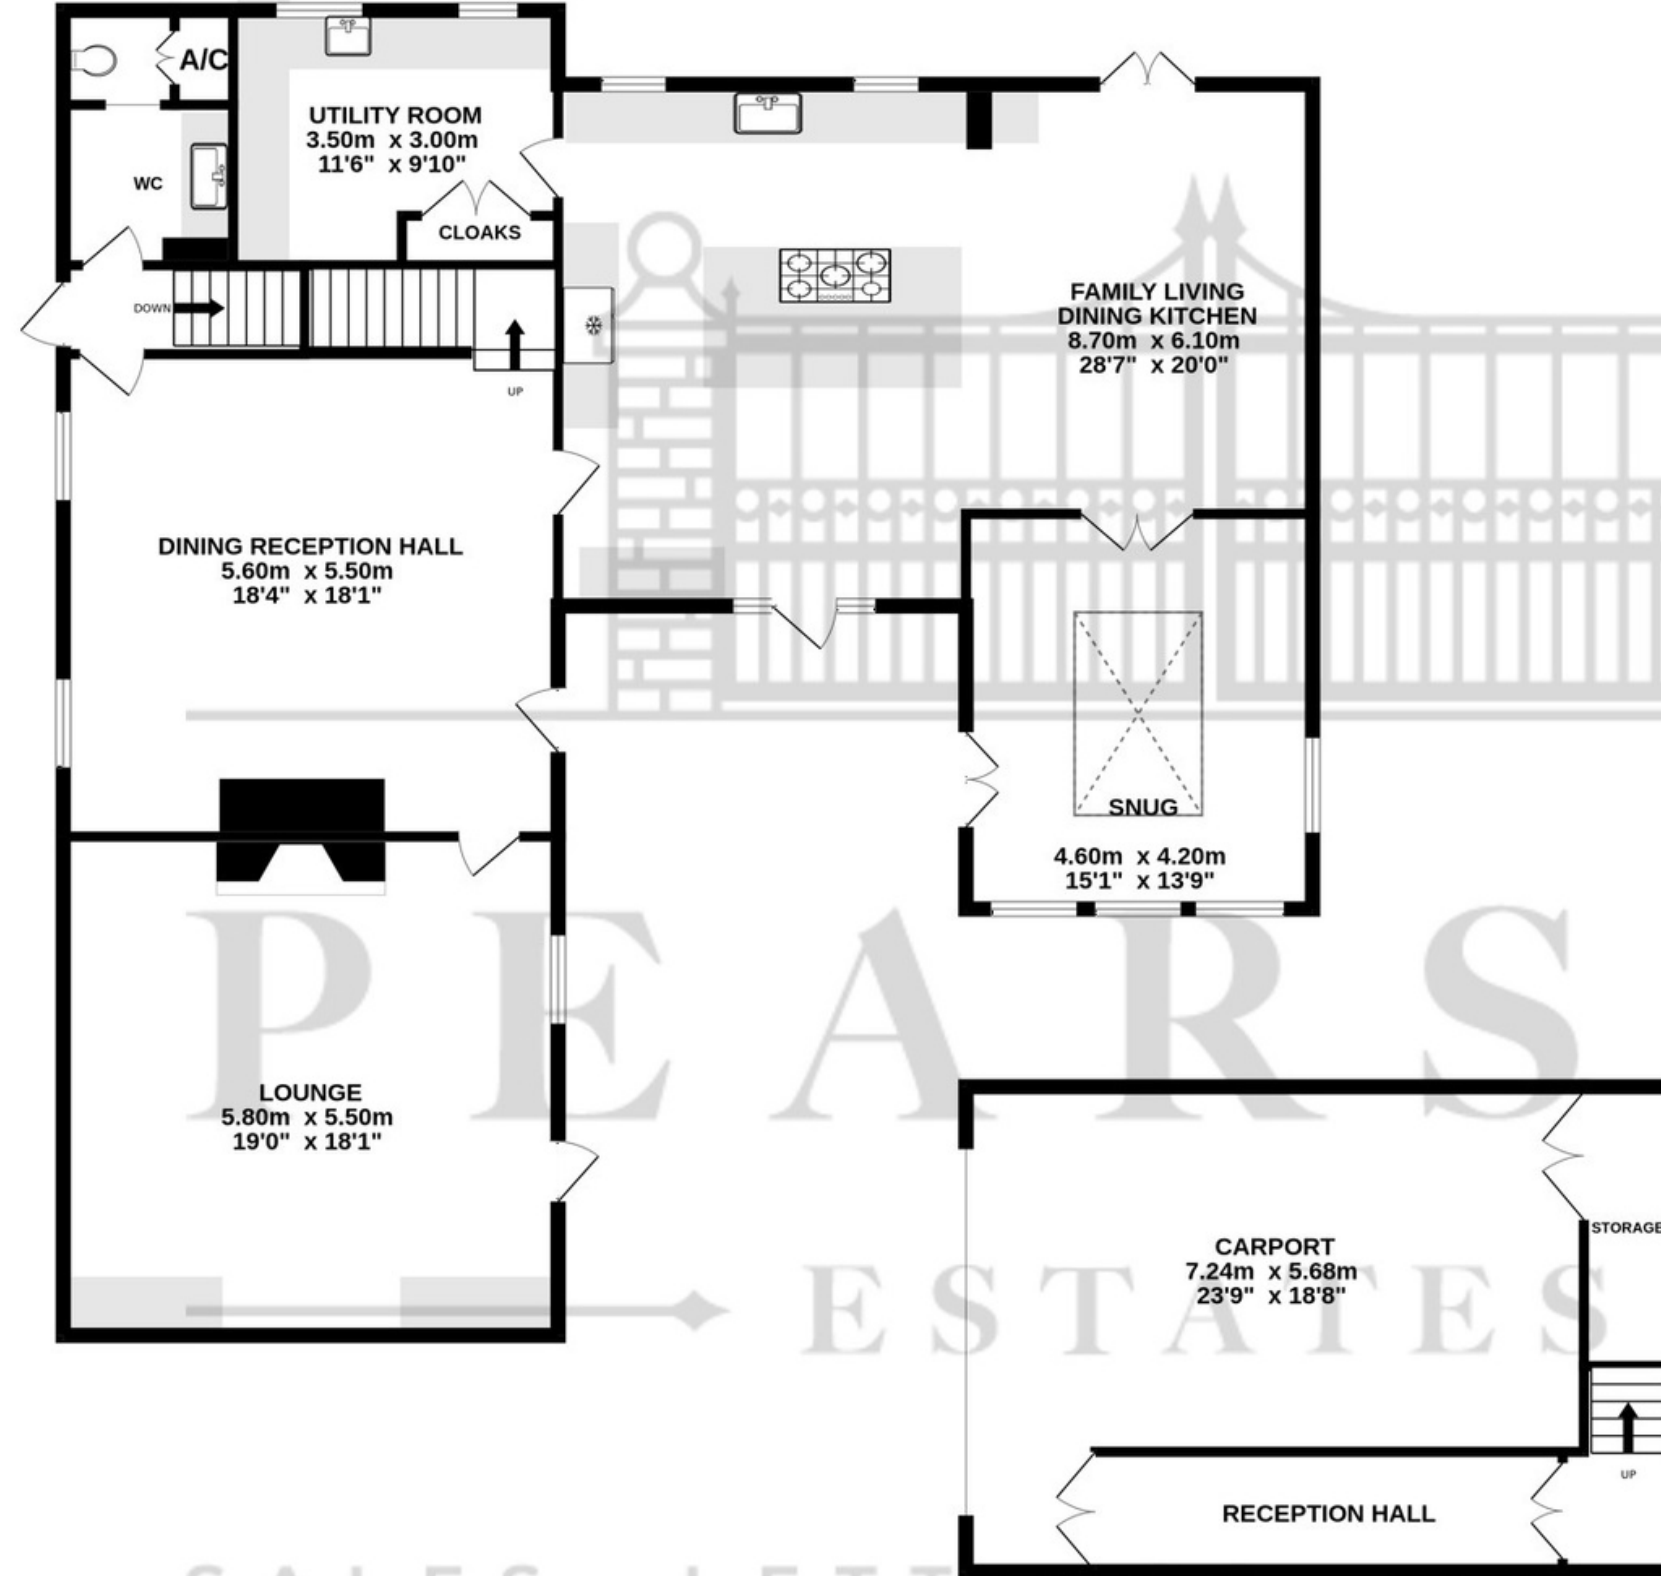 A/C
UTILITY ROOM
3.50m x 3.00m
11'6" x 9'10"
WC
CLOAKS
DOWN
UP
FAMILY LIVING
DINING KITCHEN
8.70m x 6.10m
28'7" x 20'0"
DINING RECEPTION HALL
5.60m x 5.50m
18'4" x 18'1"
SNUG
4.60m x 4.20m
15'1" x 13'9"
PEARS
LOUNGE
5.80m x 5.50m
19'0" x 18'1"
STORAGE
CARPORT
7.24m x 5.68m
23'9" x 18'8"
ESTATES
UP
RECEPTION HALL
SALES